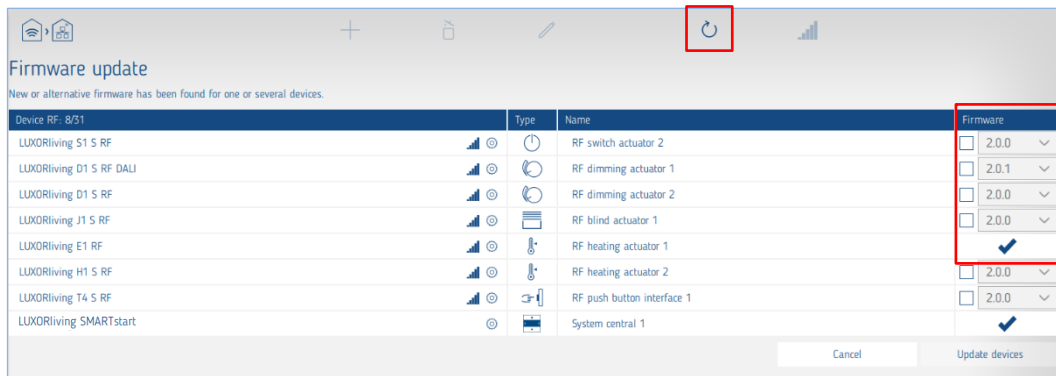 Firmware update
New or alternative firmware has been found for one or several devices.
Device RF: 8/31 Type Name Firmware
LUXORliving S1 S RF RF switch actuator 2 2.0.0
LUXORliving D1 S RF DALI RF dimming actuator 1 2.0.1
LUXORliving D1 S RF RF dimming actuator 2 2.0.0
LUXORliving J1 S RF RF blind actuator 1 2.0.0
LUXORliving E1 RF RF heating actuator 1
LUXORliving H1 S RF RF heating actuator 2 2.0.0
LUXORliving T4 S RF RF push button interface 1 2.0.0
LUXORliving SMARTstart System central 1
Cancel Update devices